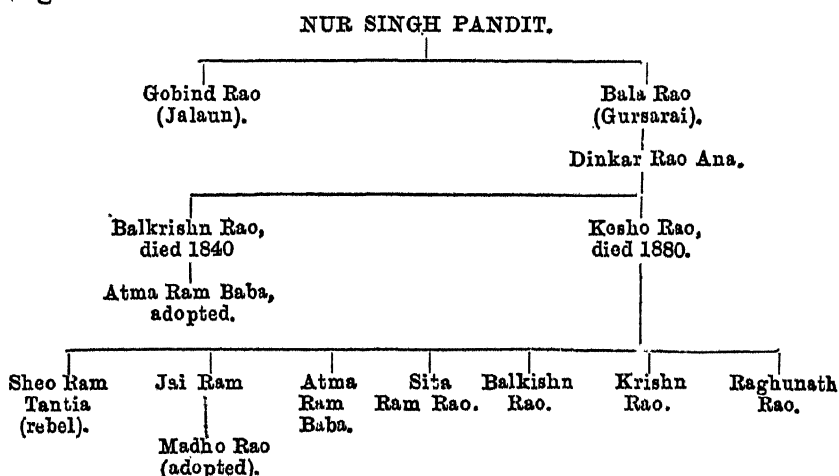 NUR SINGH PANDIT.
Gobind Rao
(Jalaun).
Bala Rao
(Gursarai).
Dinkar Rao Ana.
Balkrishn Rao,
died 1840
Kesho Rao,
died 1880.
Atma Ram Baba,
adopted.
Sheo Ram
Tantia
(rebel).
Jai Ram
Atma
Ram
Baba.
Sita
Ram Rao.
Balkishn
Rao.
Krishn
Rao.
Raghunath
Rao.
Madho Rao
(adopted).